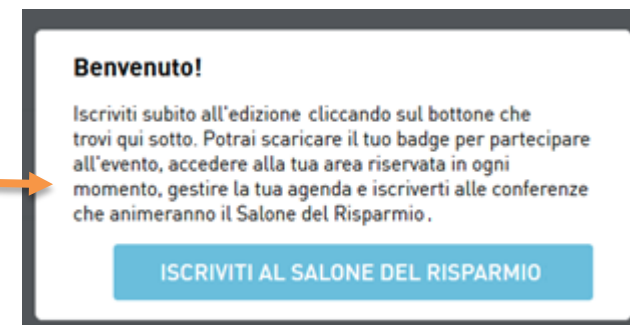 Benvenuto!
Iscriviti subito all'edizione cliccando sul bottone che
trovi qui sotto. Potrai scaricare il tuo badge per partecipare
all'evento, accedere alla tua area riservata in ogni
momento, gestire la tua agenda e iscriverti alle conferenze
che animeranno il Salone del Risparmio.
ISCRIVITI AL SALONE DEL RISPARMIO